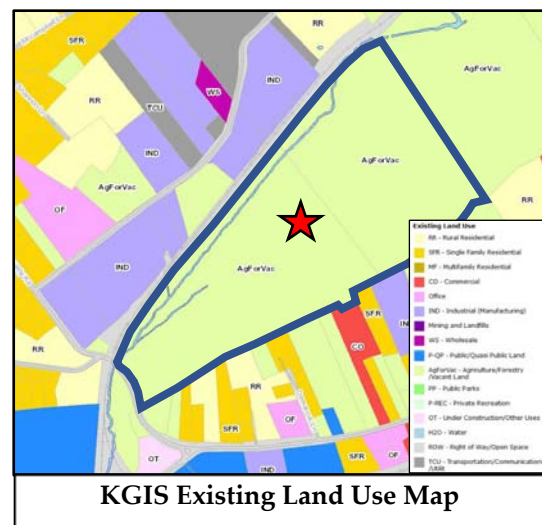 SFR
RR
RR
AgForVac
IND
WS
TCU
RR
IND
AgForVac
OF
AgForVac
RR
Existing Land Use
RR - Rural Residential
SFR - Single Family Residential
MF - Multifamily Residential
CO - Commercial
Office
IND - Industrial (Manufacturing)
Mining and Landfills
WS - Wholesale
P-QP - Public/Quasi Public Land
AgForVac - Agriculture/Forestry
/Vacant Land
PP - Public Parks
P-REC - Private Recreation
OT - Under Construction/Other Uses
H2O - Water
ROW - Right of Way/Open Space
TCU - Transportation/Communication
/Utilit
IND
AgForVac
SFR
IN
CO
RR
RR
SFR
OF
SFR
OT
IND
SFR
OF
KGIS Existing Land Use Map